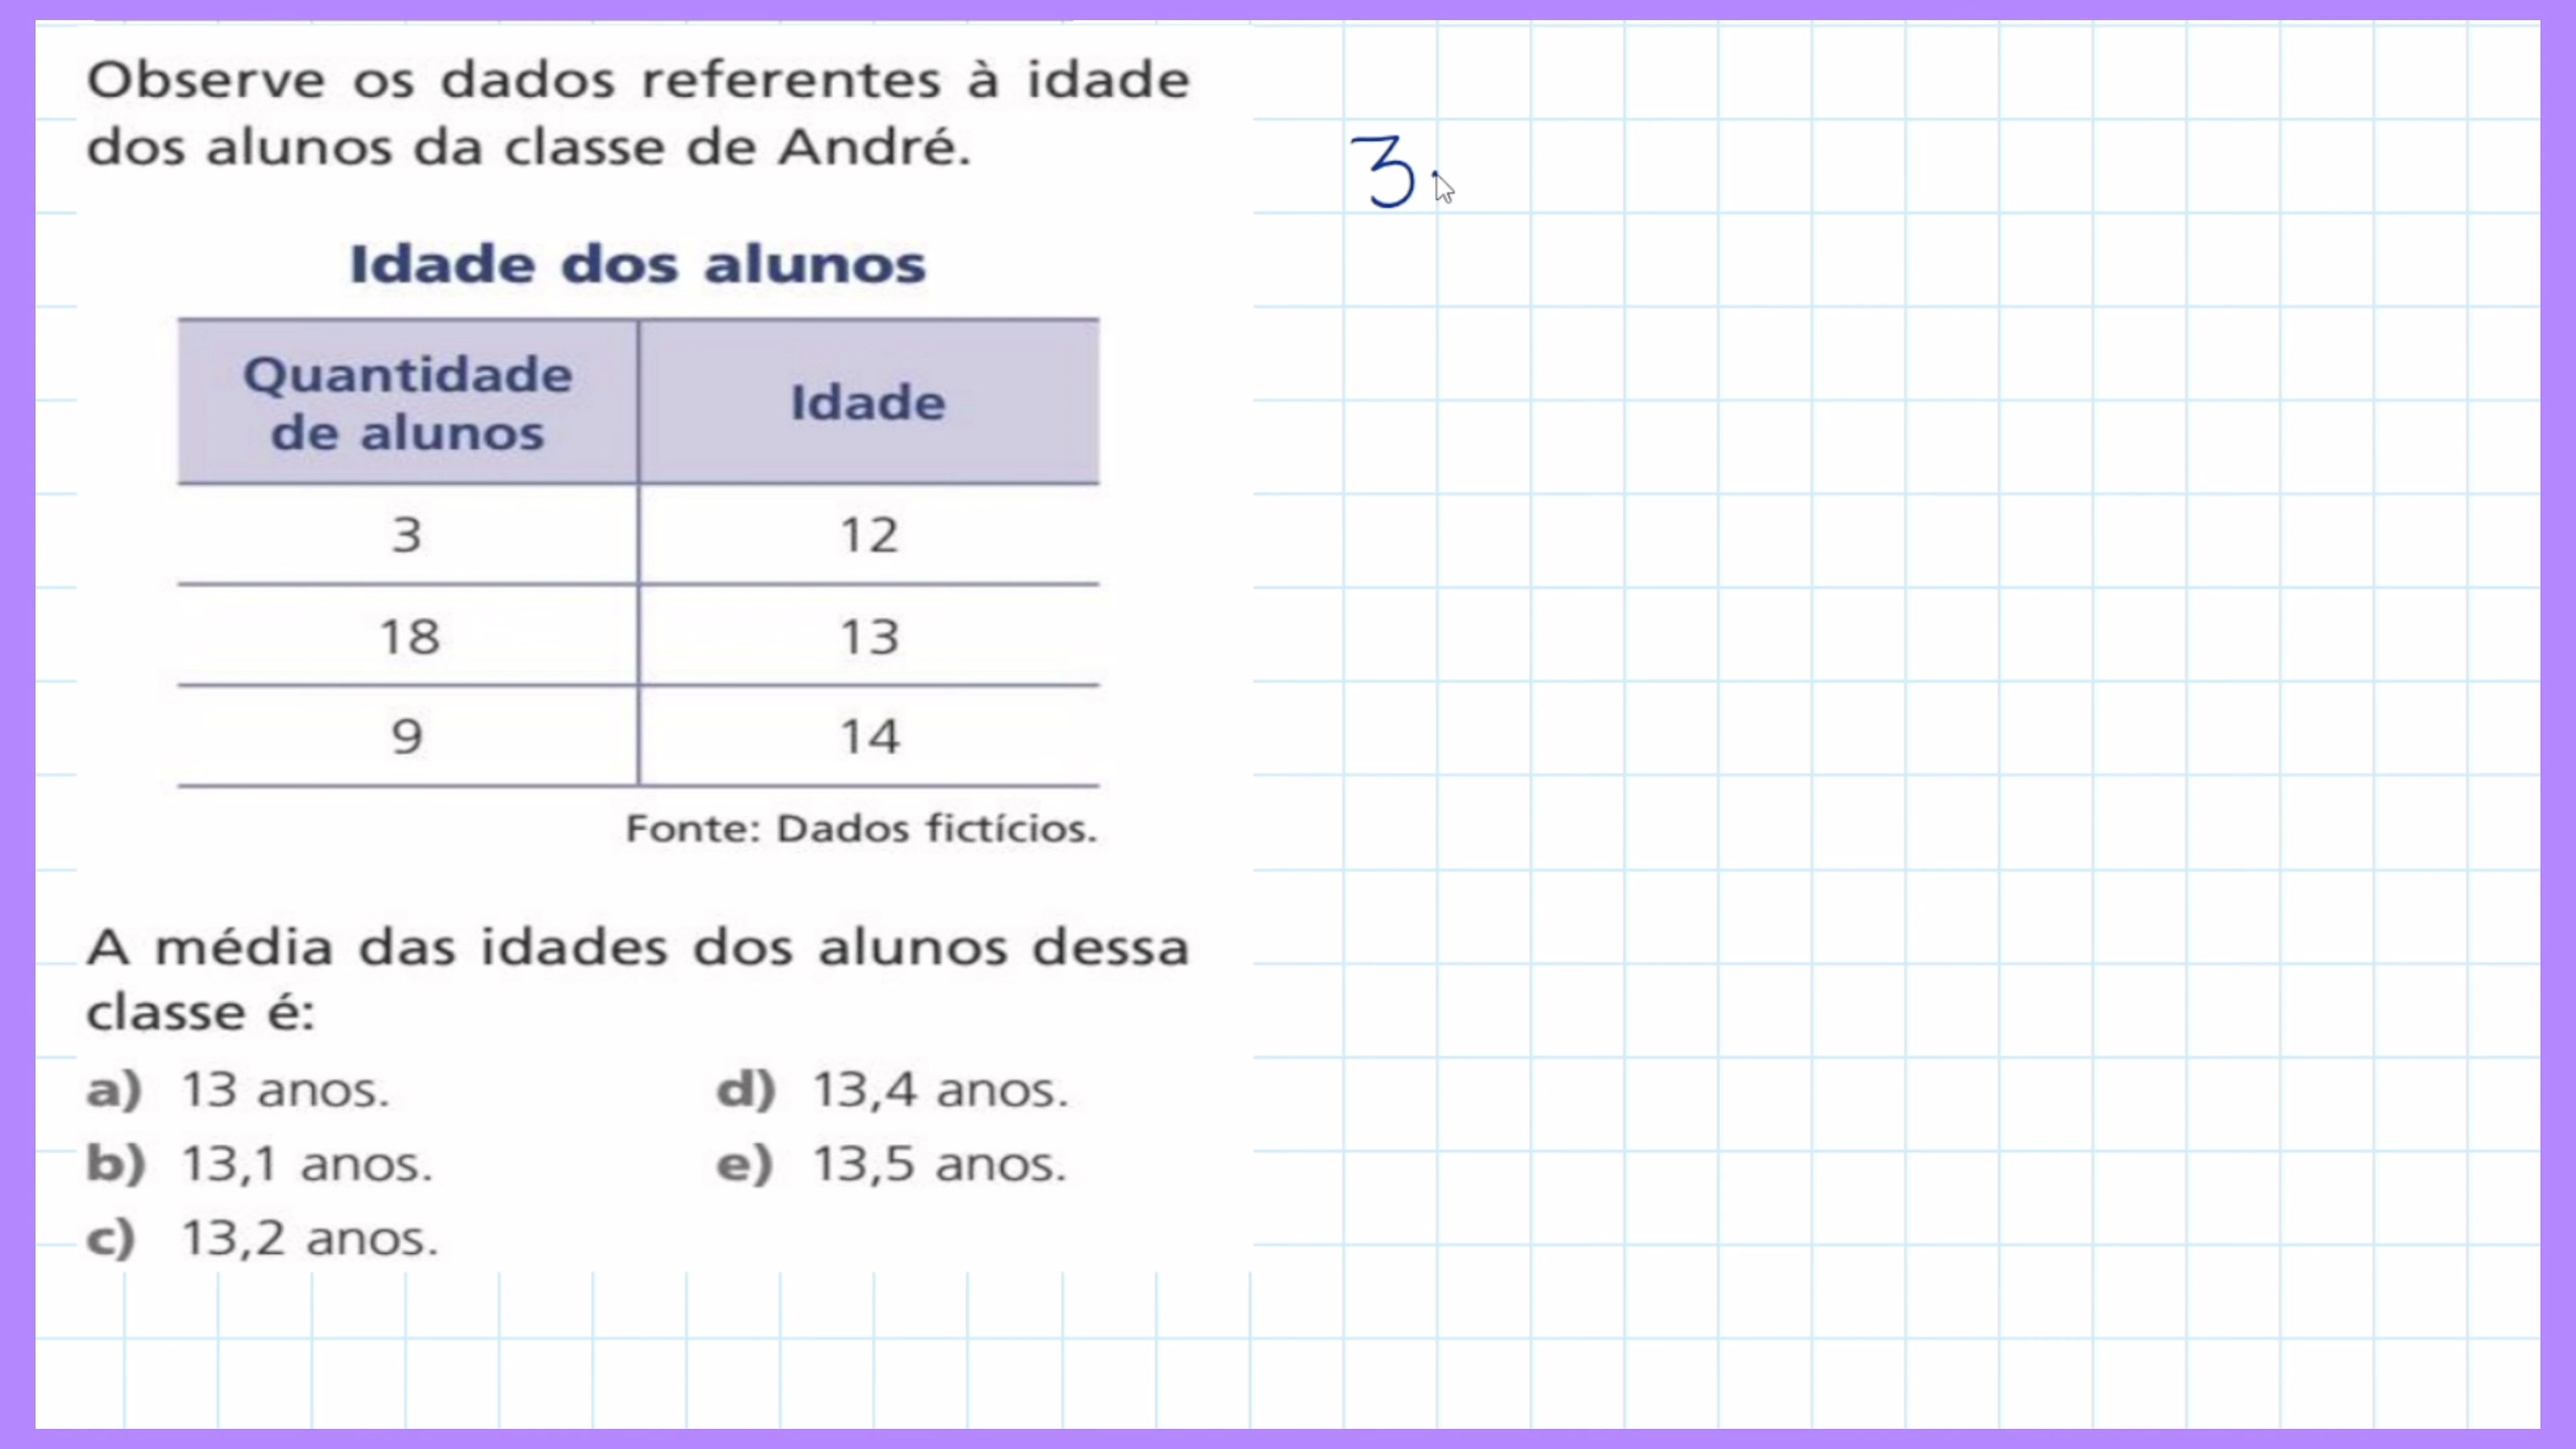 Observe os dados referentes à idade
dos alunos da classe de André.
Idade dos alunos
Quantidade
de alunos
Idade
3 12
18 13
9 14
Fonte: Dados fictícios.
A média das idades dos alunos dessa
classe é:
a) 13 anos.
b) 13,1 anos.
c) 13,2 anos.
d) 13,4 anos.
e) 13,5 anos.
3.